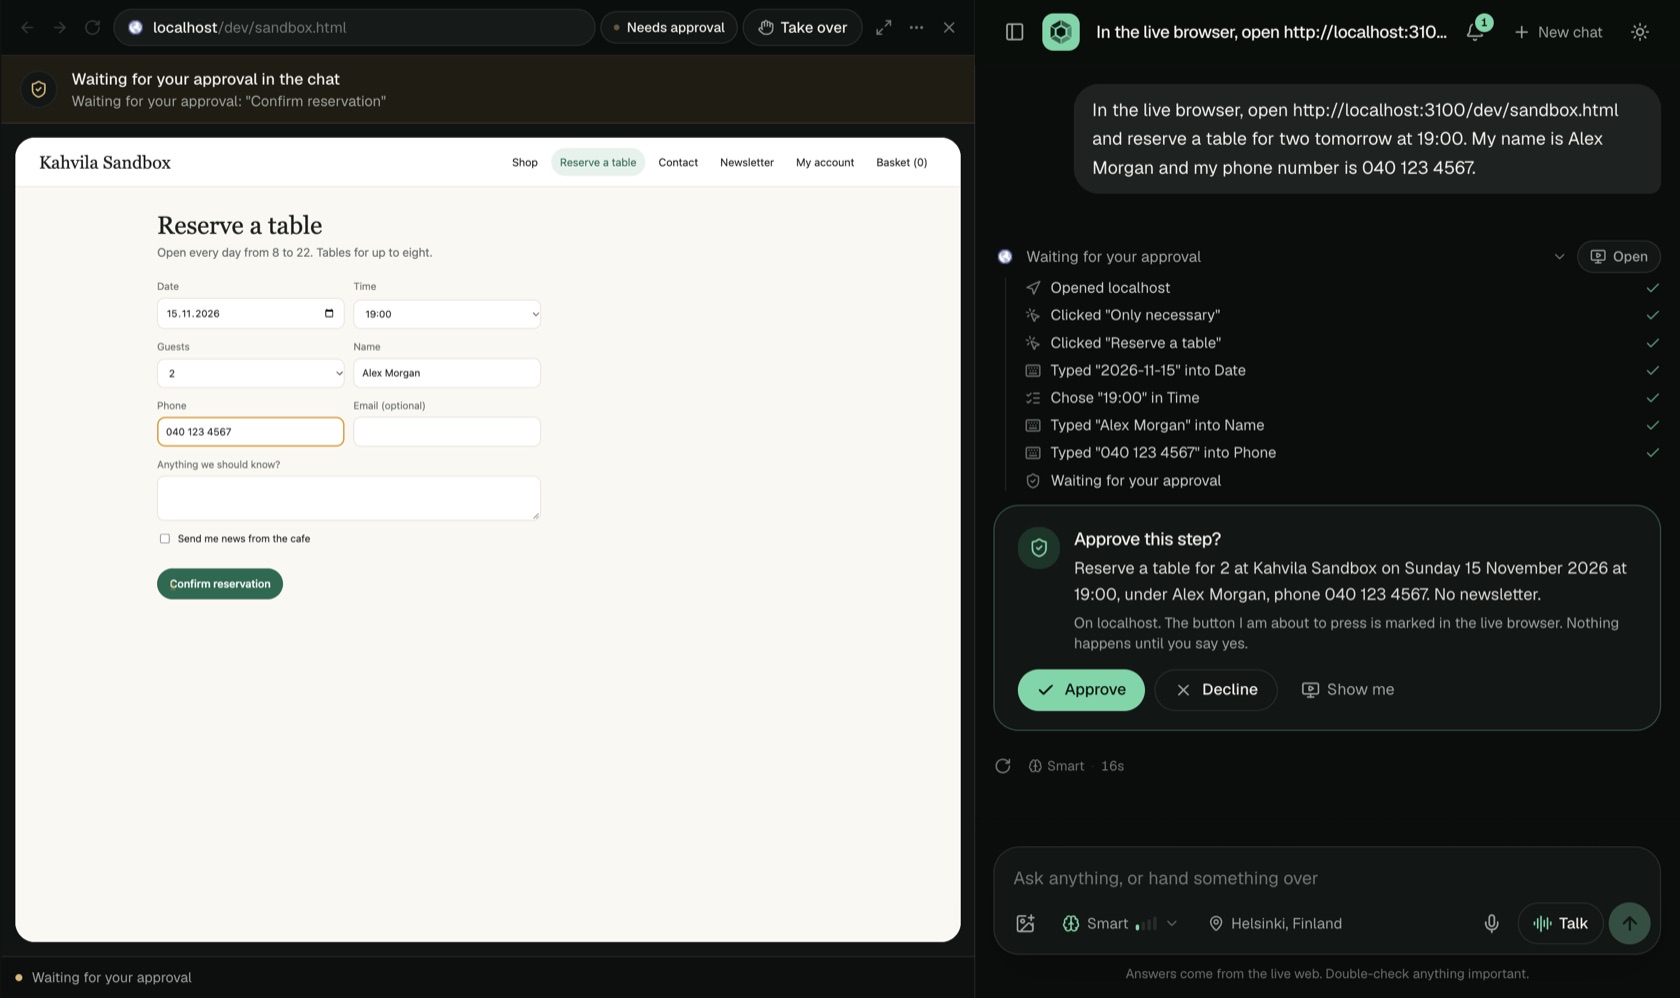 localhost/dev/sandbox.html
Needs approval
Take over
Waiting for your approval in the chat
Waiting for your approval: "Confirm reservation"
Kahvila Sandbox
Shop
Reserve a table
Contact
Newsletter
My account
Basket (0)
Reserve a table
Open every day from 8 to 22. Tables for up to eight.
Date
Time
15.11.2026
19:00
Guests
Name
2
Alex Morgan
Phone
Email (optional)
040 123 4567
Anything we should know?
Send me news from the cafe
Confirm reservation
Waiting for your approval
In the live browser, open http://localhost:310...
1
New chat
In the live browser, open http://localhost:3100/dev/sandbox.html
and reserve a table for two tomorrow at 19:00. My name is Alex
Morgan and my phone number is 040 123 4567.
Waiting for your approval
Open
Opened localhost
Clicked "Only necessary"
Clicked "Reserve a table"
Typed "2026-11-15" into Date
Chose "19:00" in Time
Typed "Alex Morgan" into Name
Typed "040 123 4567" into Phone
Waiting for your approval
Approve this step?
Reserve a table for 2 at Kahvila Sandbox on Sunday 15 November 2026 at
19:00, under Alex Morgan, phone 040 123 4567. No newsletter.
On localhost. The button I am about to press is marked in the live browser. Nothing
happens until you say yes.
Approve
Decline
Show me
Smart · 16s
Ask anything, or hand something over
Smart
Helsinki, Finland
Talk
Answers come from the live web. Double-check anything important.